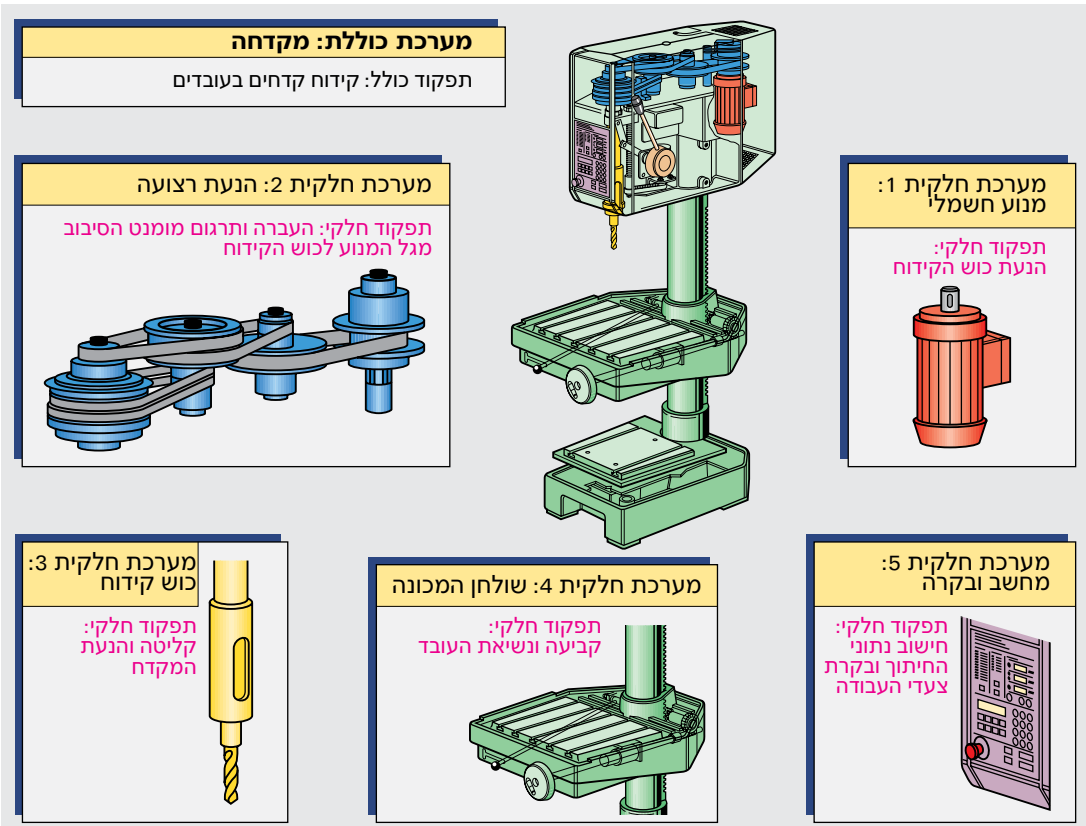 מערכת כוללת: מקדחה
תפקוד כולל: קידוח קדחים בעובדים
מערכת חלקית 1:
מנוע חשמלי
תפקוד חלקי:
הנעת כוש הקידוח
מערכת חלקית 2: הנעת רצועה
תפקוד חלקי: העברה ותרגום מומנט הסיבוב
מגל המנוע לכוש הקידוח
מערכת חלקית 3:
כוש קידוח
תפקוד חלקי:
קליטה והנעת
המקדח
מערכת חלקית 4: שולחן המכונה
תפקוד חלקי:
קביעה ונשיאת העובד
מערכת חלקית 5:
מחשב ובקרה
תפקוד חלקי:
חישוב נתוני
החיתוך ובקרת
צעדי העבודה